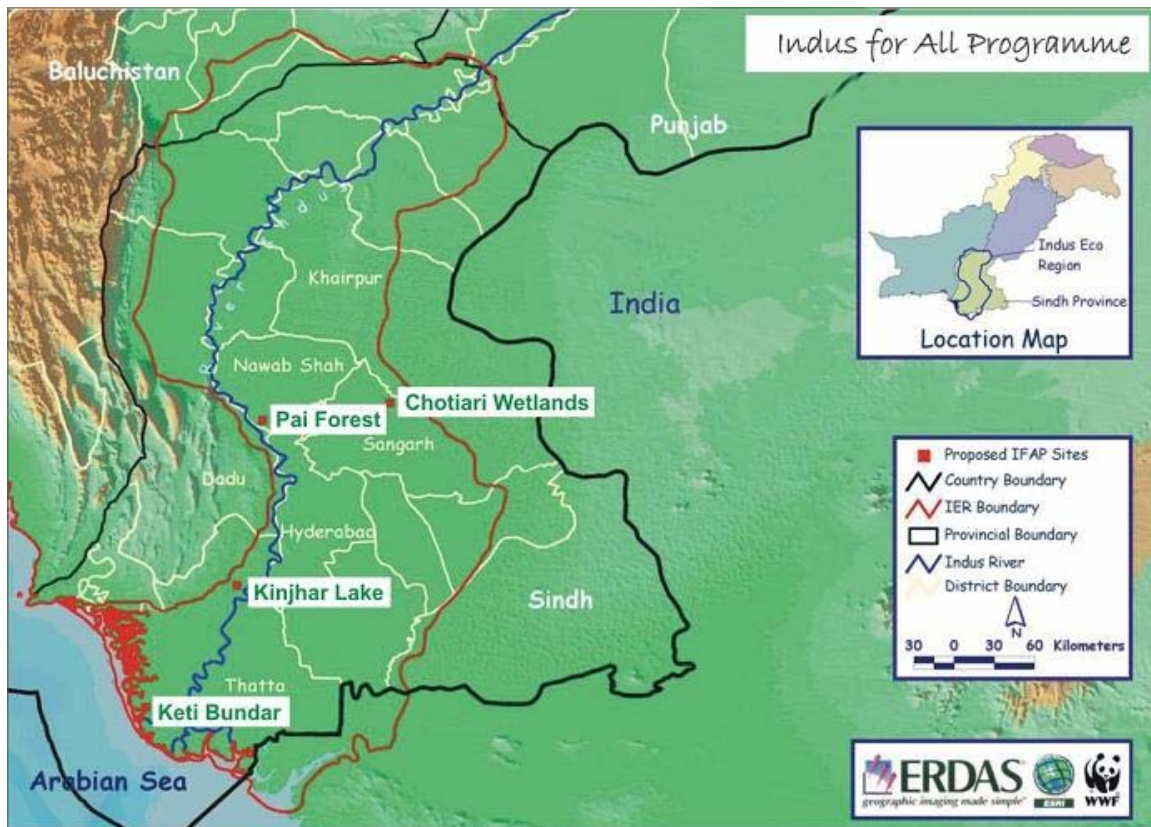 Indus for All Programme
Baluchistan
Punjab
River Indu
Khairpur
India
Nawab Shah
Chotiari Wetlands
Pai Forest
Sangarh
Dadu
Hyderabad
Kinjhar Lake
Sindh
Thatta
Keti Bundar
Arabian Sea
Indus Eco
Region
Sindh Province
Location Map
Proposed IFAP Sites
Country Boundary
IER Boundary
Provincial Boundary
Indus River
District Boundary
N
30 0 30 60 Kilometers
ERDAS
geographic imaging made simple
ESRI
WWF